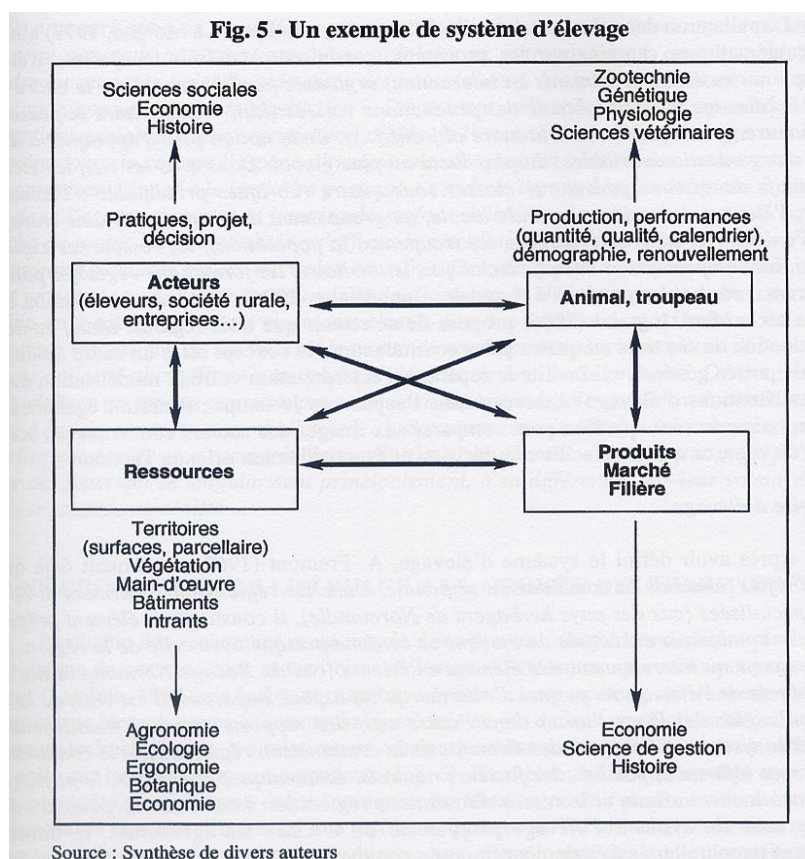 Fig. 5 - Un exemple de système d'élevage
Sciences sociales
Economie
Histoire
Zootechnie
Génétique
Physiologie
Sciences vétérinaires
Pratiques, projet,
décision
Production, performances
(quantité, qualité, calendrier),
démographie, renouvellement
Acteurs
(éleveurs, société rurale,
entreprises...)
Animal, troupeau
Ressources
Produits
Marché
Filière
Territoires
(surfaces, parcellaire)
Végétation
Main-d'œuvre
Bâtiments
Intrants
Agronomie
Ecologie
Ergonomie
Botanique
Economie
Economie
Science de gestion
Histoire
Source : Synthèse de divers auteurs